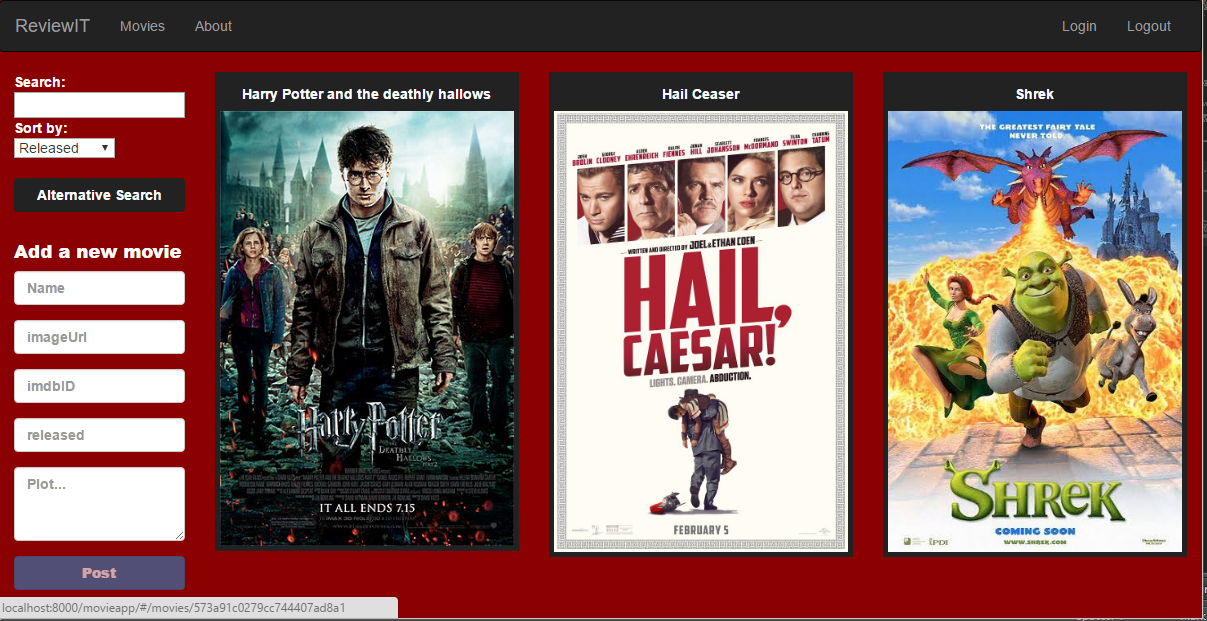 ReviewIT Movies About Login Logout
Search:
Sort by:
Released
Alternative Search
Add a new movie
Name
imageUrl
imdbID
released
Plot...
Post
localhost:8000/movieapp/#/movies/573a91c0279cc744407ad8a1
Harry Potter and the deathly hallows
Harry Potter
AND THE
DEATHLY
HALLOWS
PART 2
IT ALL ENDS 7.15
Hail Ceaser
JOSH BROLIN GEORGE CLOONEY ALDEN EHRENREICH RALPH FIENNES JONAH HILL SCARLETT JOHANSSON FRANCES McDORMAND TILDA SWINTON CHANNING TATUM
WRITTEN AND DIRECTED BY JOEL & ETHAN COEN
HAIL,
CAESAR!
LIGHTS. CAMERA. ABDUCTION.
FEBRUARY 5
Shrek
THE GREATEST FAIRY TALE
NEVER TOLD.
SHREK
COMING SOON
WWW.SHREK.COM
PDI